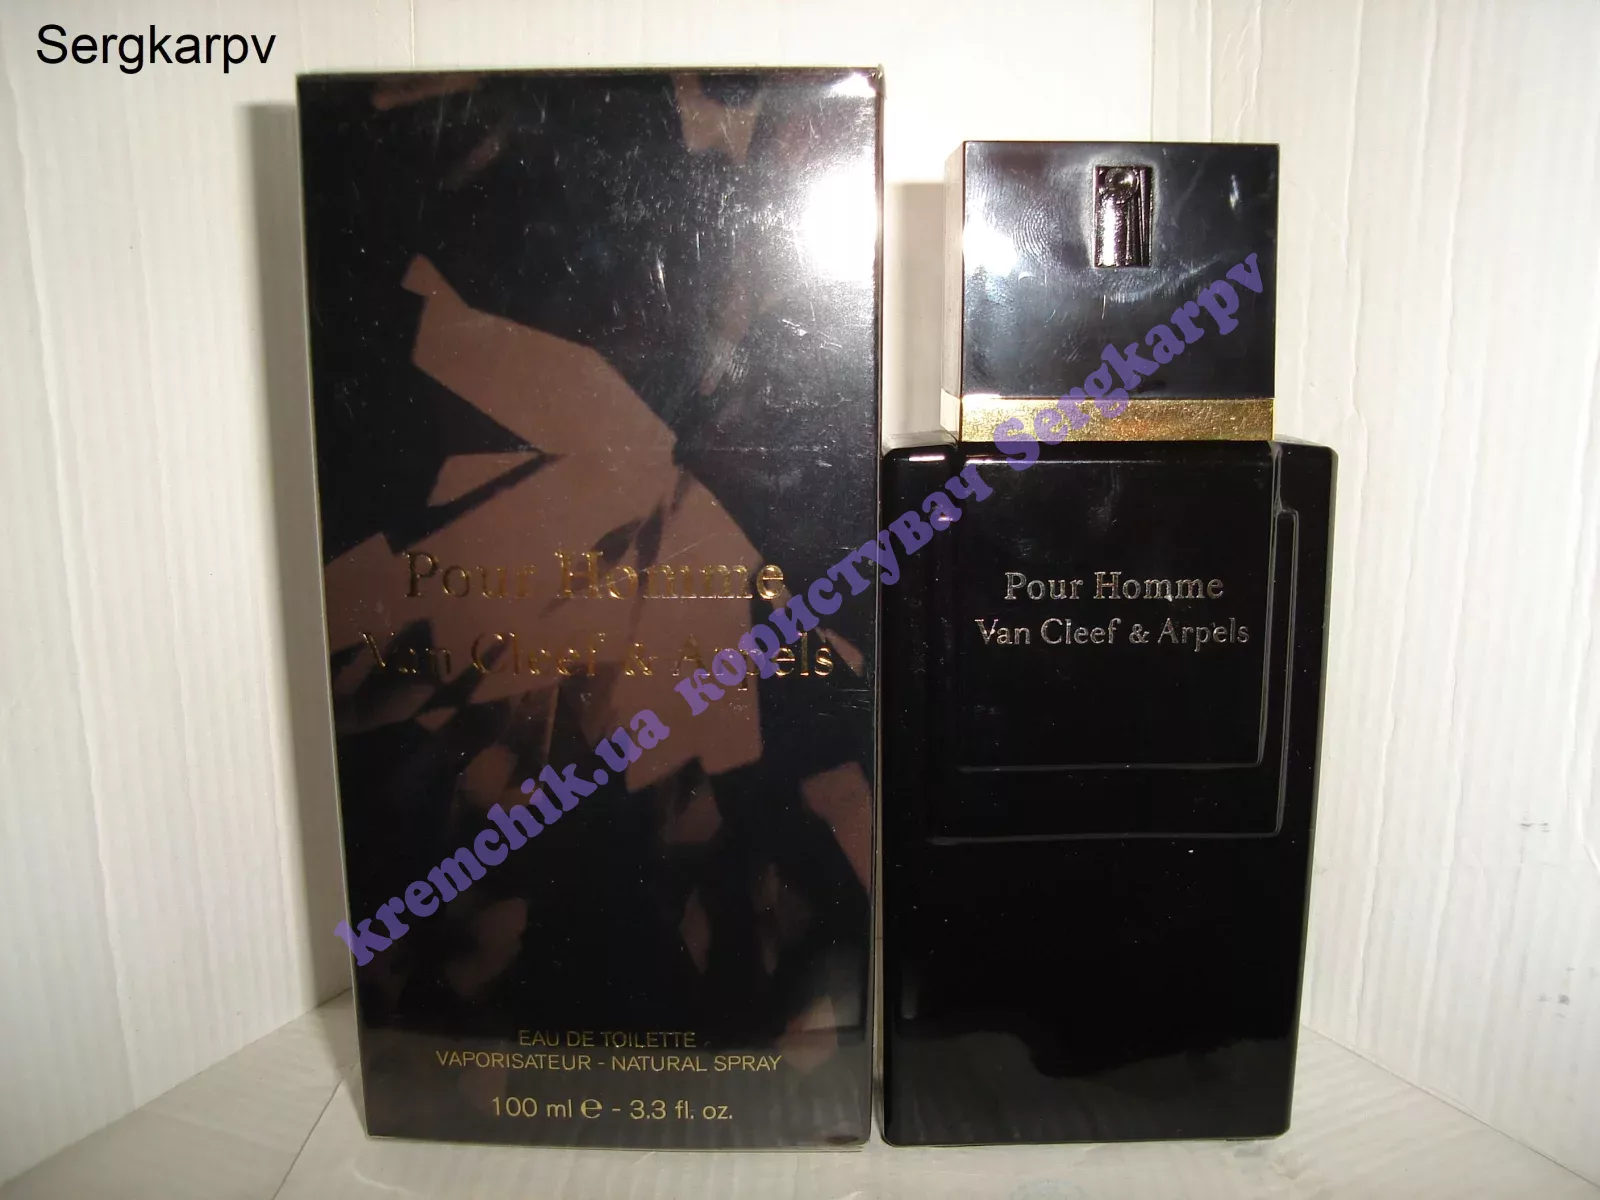 Sergkarpv
Pour Homme
Van Cleef & Arpels
EAU DE TOILETTE
VAPORISATEUR - NATURAL SPRAY
100 ml e - 3.3 fl. oz.
Pour Homme
Van Cleef & Arpels
kremchik.ua користувач Sergkarpv